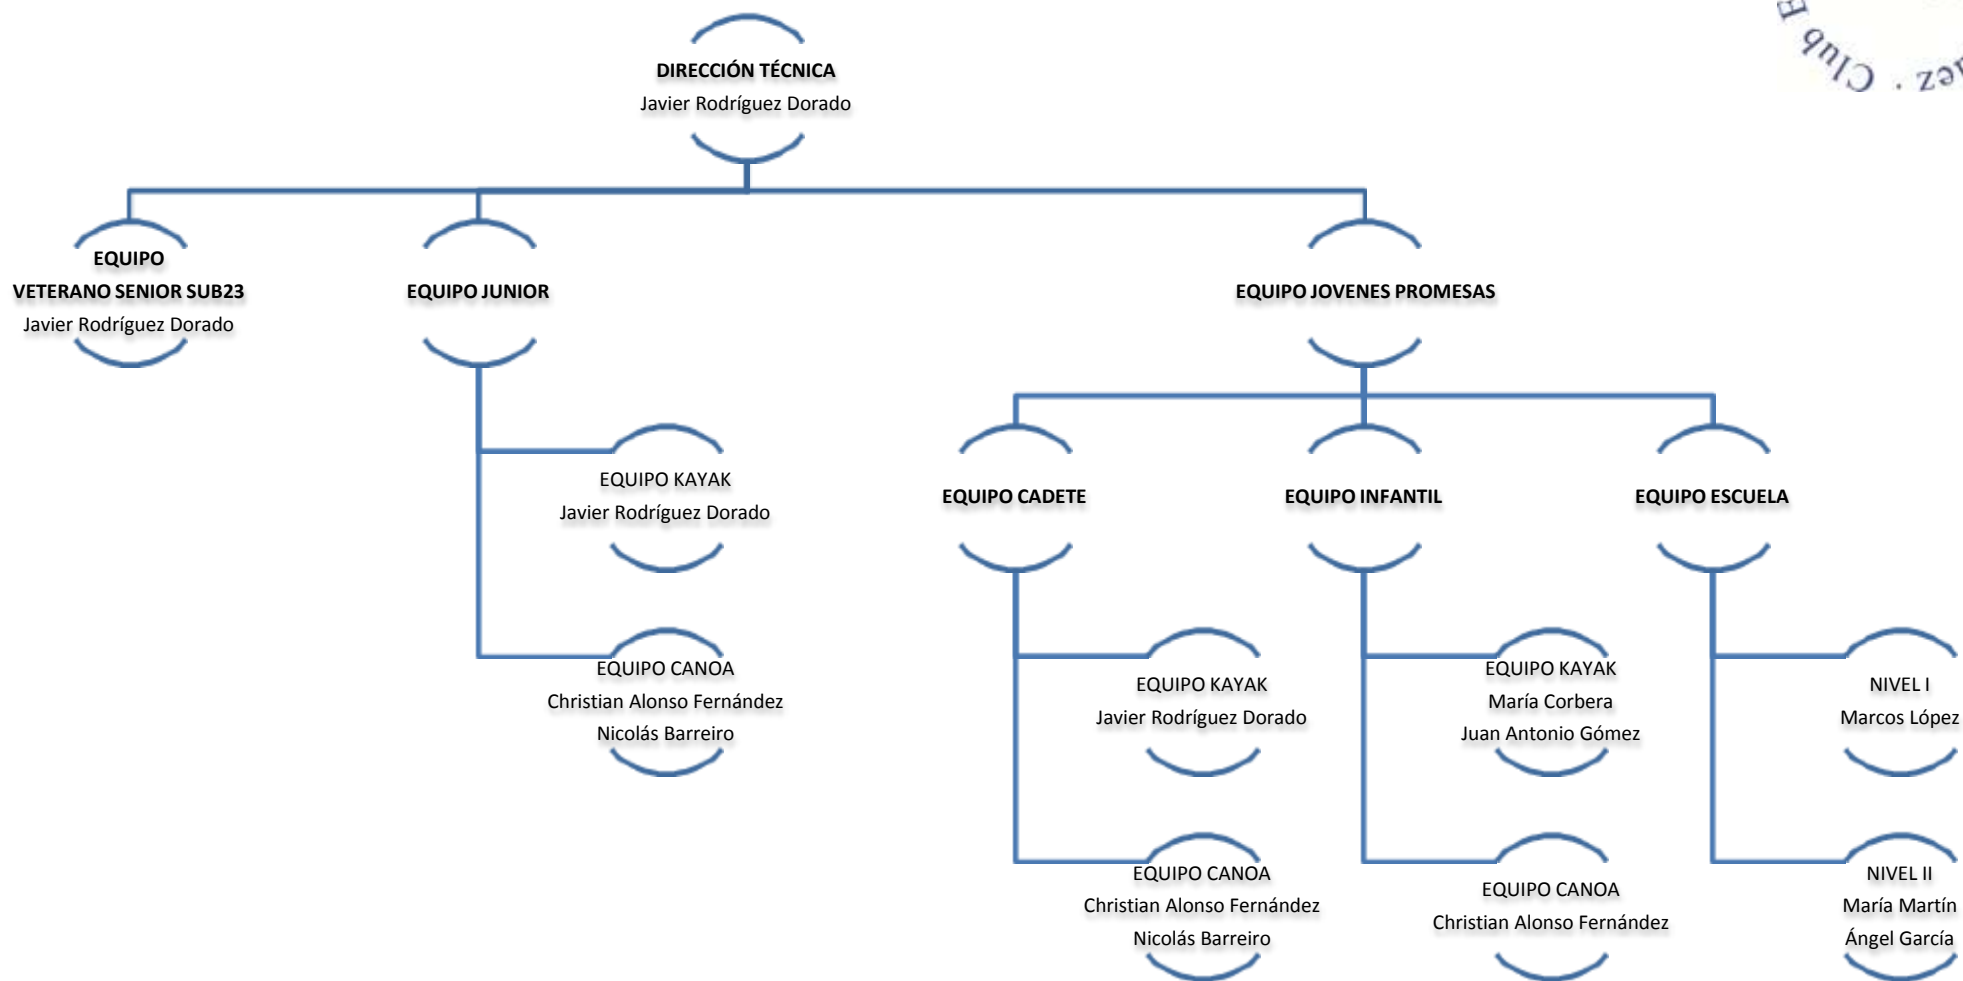 DIRECCIÓN TÉCNICA
Javier Rodríguez Dorado
EQUIPO
VETERANO SENIOR SUB23
Javier Rodríguez Dorado
EQUIPO JUNIOR
EQUIPO KAYAK
Javier Rodríguez Dorado
EQUIPO CANOA
Christian Alonso Fernández
Nicolás Barreiro
EQUIPO JOVENES PROMESAS
EQUIPO CADETE
EQUIPO KAYAK
Javier Rodríguez Dorado
EQUIPO CANOA
Christian Alonso Fernández
Nicolás Barreiro
EQUIPO INFANTIL
EQUIPO KAYAK
María Corbera
Juan Antonio Gómez
EQUIPO CANOA
Christian Alonso Fernández
EQUIPO ESCUELA
NIVEL I
Marcos López
NIVEL II
María Martín
Ángel García
Club